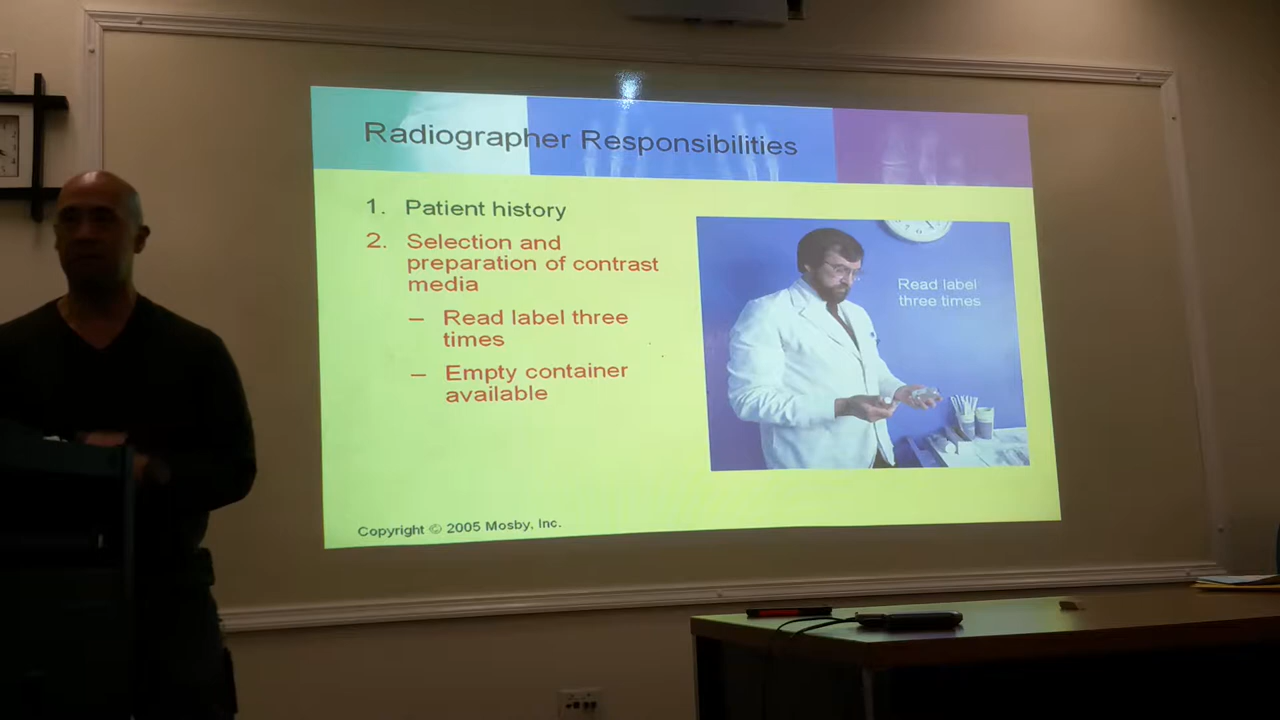 Radiographer Responsibilities
1. Patient history
2. Selection and
preparation of contrast
media
– Read label three
times
– Empty container
available
Read label
three times
Copyright © 2005 Mosby, Inc.